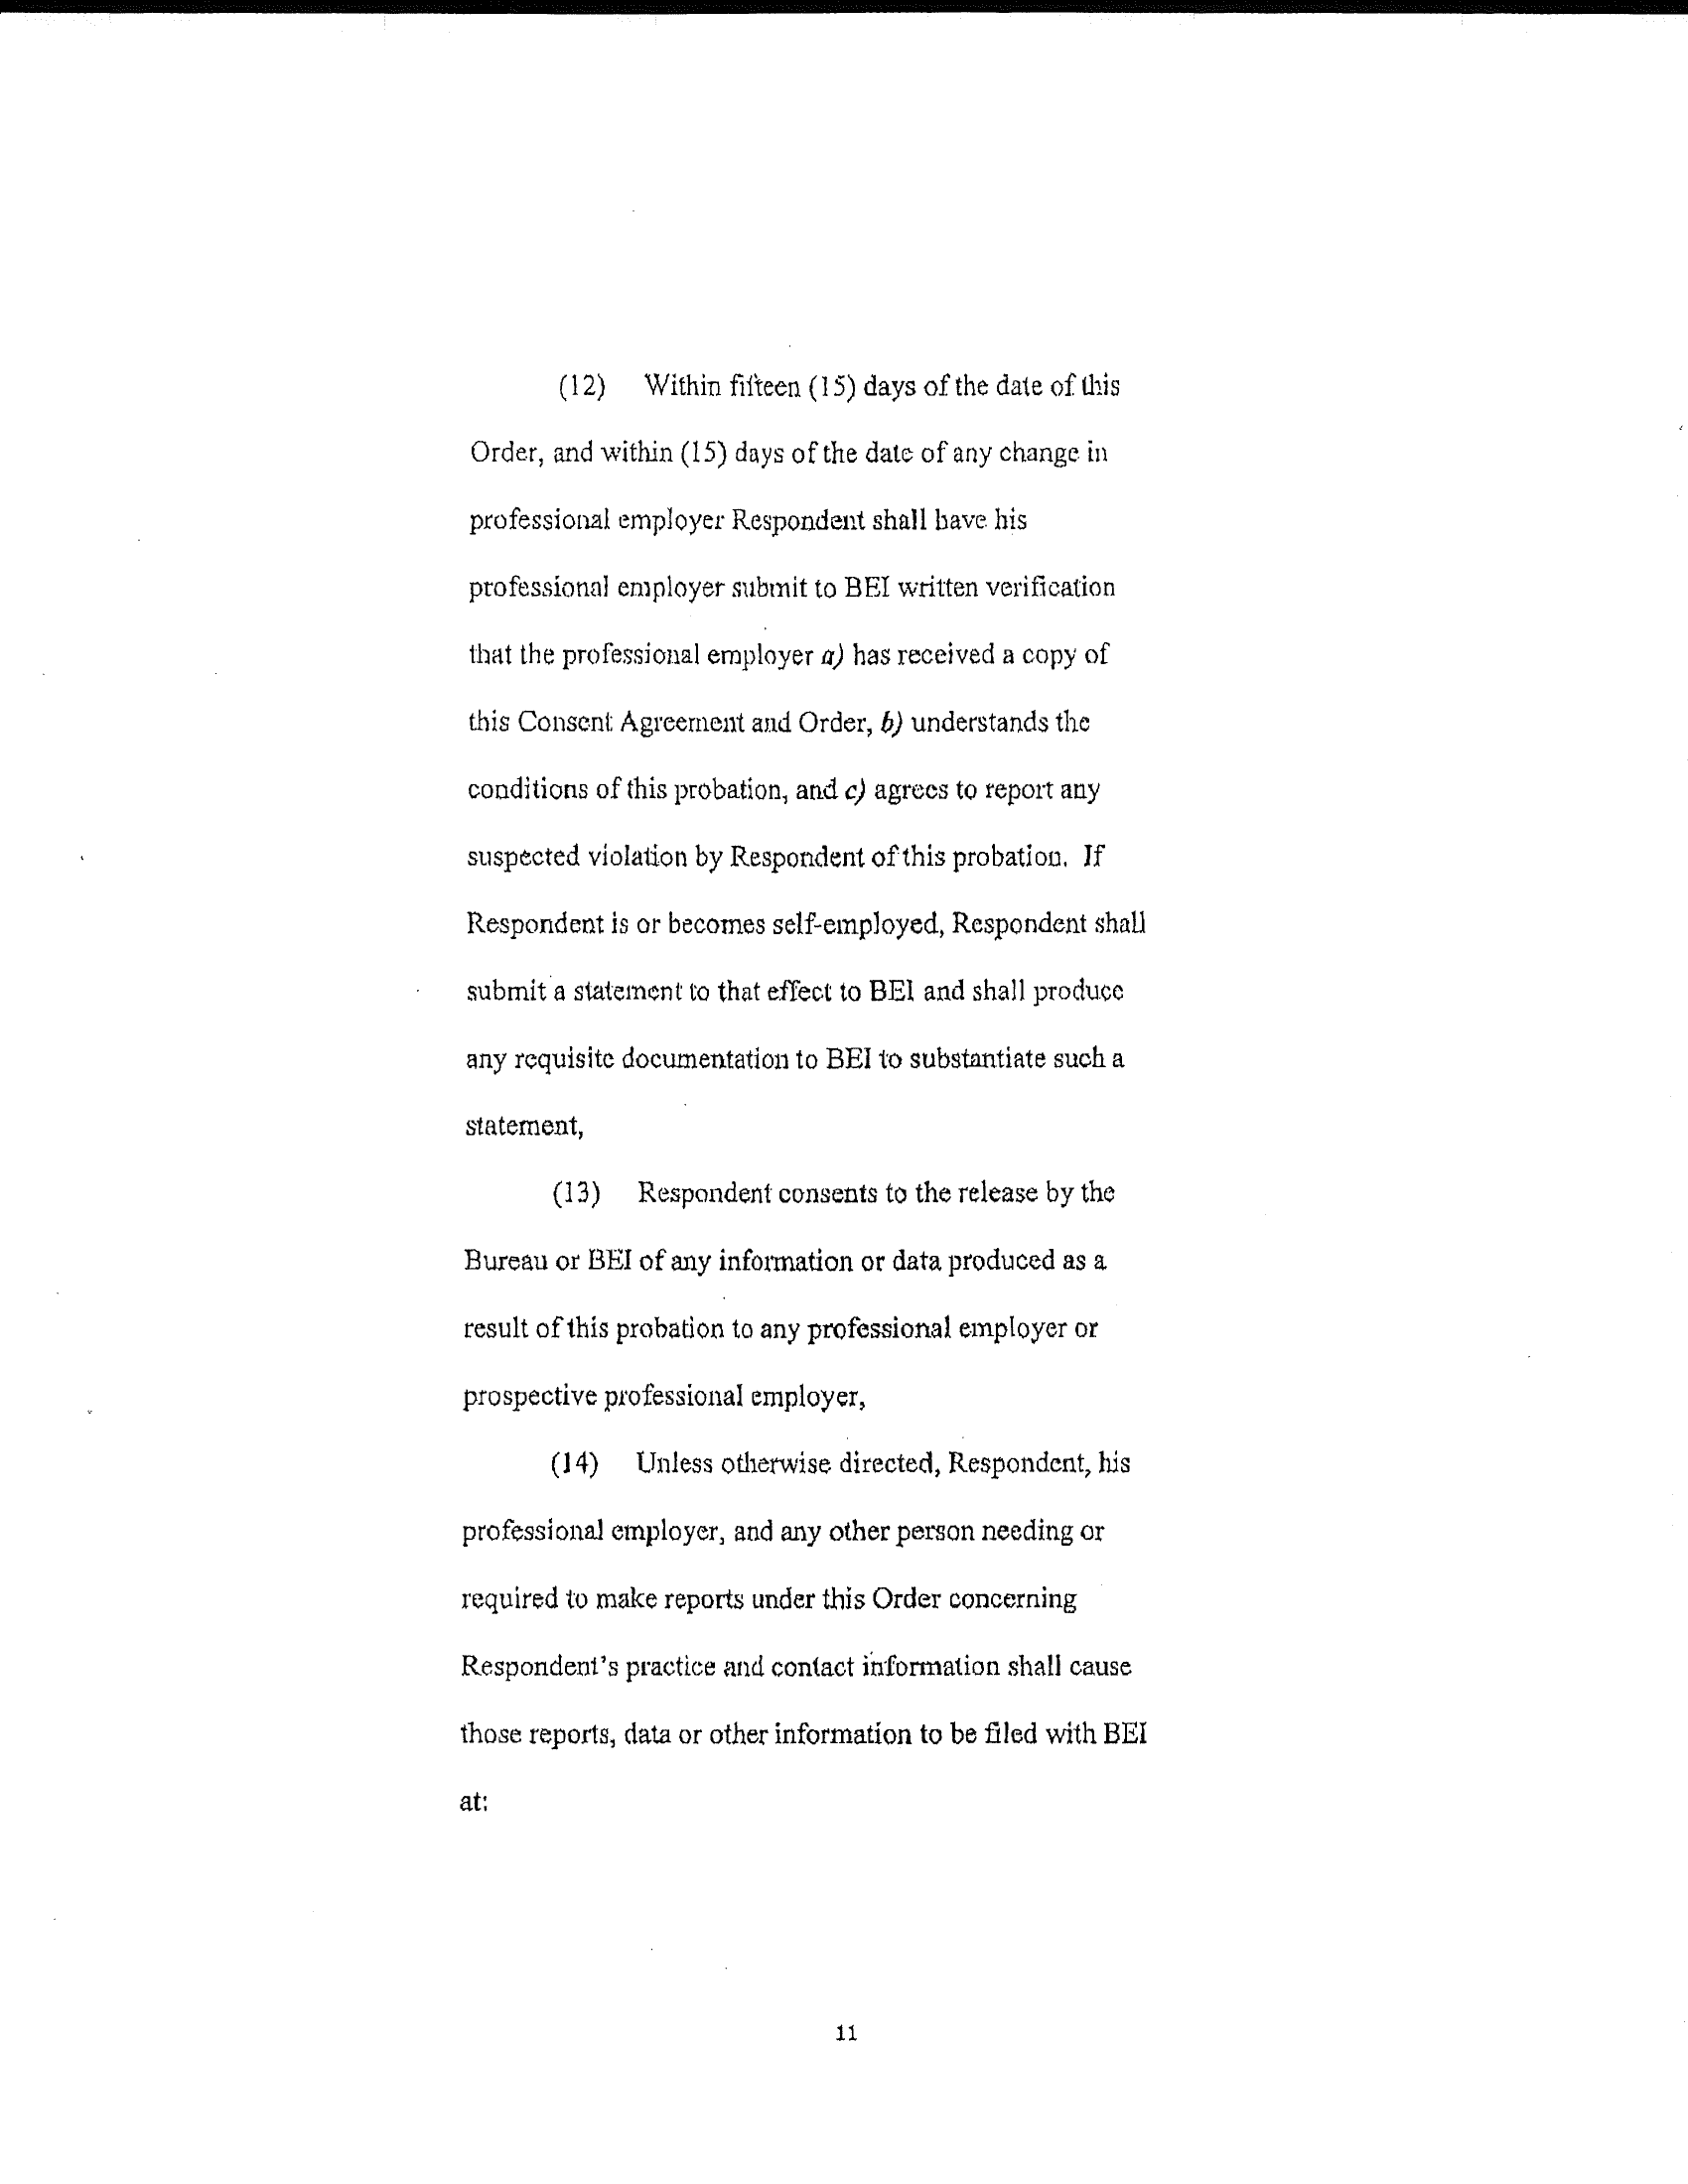 (12) Within fifteen (15) days of the date of this
Order, and within (15) days of the date of any change in
professional employer Respondent shall have his
professional employer submit to BEI written verification
that the professional employer a) has received a copy of
this Consent Agreement and Order, b) understands the
conditions of this probation, and c) agrees to report any
suspected violation by Respondent of this probation. If
Respondent is or becomes self-employed, Respondent shall
submit a statement to that effect to BEI and shall produce
any requisite documentation to BEI to substantiate such a
statement,
(13) Respondent consents to the release by the
Bureau or BEI of any information or data produced as a
result of this probation to any professional employer or
prospective professional employer,
(14) Unless otherwise directed, Respondent, his
professional employer, and any other person needing or
required to make reports under this Order concerning
Respondent's practice and contact information shall cause
those reports, data or other information to be filed with BEI
at:
11